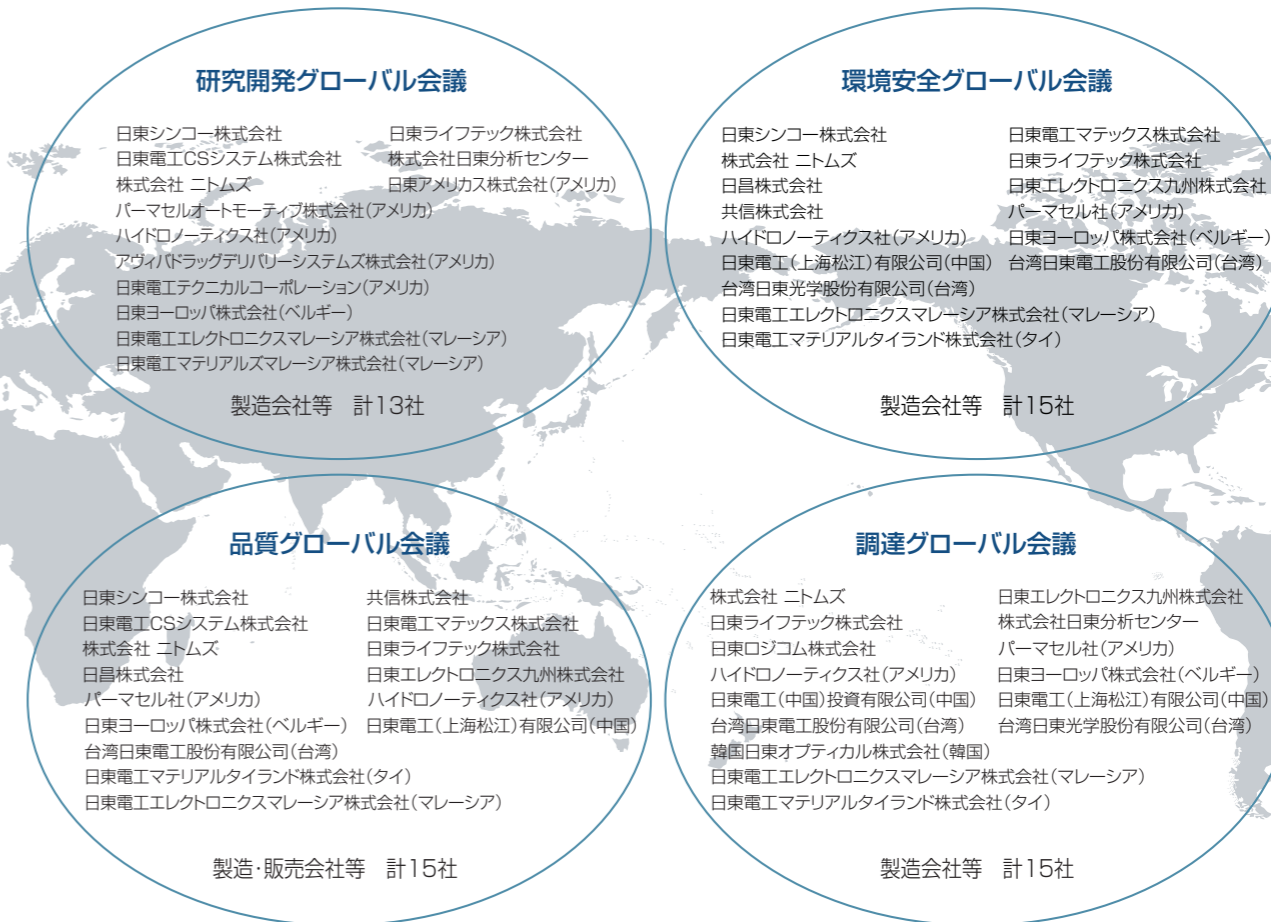 研究開発グローバル会議
日東シンコー株式会社 日東ライフテック株式会社
日東電工CSシステム株式会社 株式会社日東分析センター
株式会社 ニトムズ 日東アメリカス株式会社(アメリカ)
パーマセルオートモーティブ株式会社(アメリカ)
ハイドロノーティクス社(アメリカ)
アヴィバドラッグデリバリーシステムズ株式会社(アメリカ)
日東電工テクニカルコーポレーション(アメリカ)
日東ヨーロッパ株式会社(ベルギー)
日東電工エレクトロニクスマレーシア株式会社(マレーシア)
日東電工マテリアルズマレーシア株式会社(マレーシア)
製造会社等 計13社
環境安全グローバル会議
日東シンコー株式会社 日東電工マテックス株式会社
株式会社 ニトムズ 日東ライフテック株式会社
日昌株式会社 日東エレクトロニクス九州株式会社
共信株式会社 パーマセル社(アメリカ)
ハイドロノーティグス社(アメリカ) 日東ヨーロッパ株式会社(ベルギー)
日東電工(上海松江)有限公司(中国) 台湾日東電工股份有限公司(台湾)
台湾日東光学股份有限公司(台湾)
日東電工エレクトロニクスマレーシア株式会社(マレーシア)
日東電工マテリアルタイランド株式会社(タイ)
製造会社等 計15社
品質グローバル会議
日東シンコー株式会社 共信株式会社
日東電工CSシステム株式会社 日東電工マテックス株式会社
株式会社 ニトムズ 日東ライフテック株式会社
日昌株式会社 日東エレクトロニクス九州株式会社
パーマセル社(アメリカ) ハイドロノーティクス社(アメリカ)
日東ヨーロッパ株式会社(ベルギー) 日東電工(上海松江)有限公司(中国)
台湾日東電工股份有限公司(台湾)
日東電工マテリアルタイランド株式会社(タイ)
日東電工エレクトロニクスマレーシア株式会社(マレーシア)
製造・販売会社等 計15社
調達グローバル会議
株式会社 ニトムズ 日東エレクトロニクス九州株式会社
日東ライフテック株式会社 株式会社日東分析センター
日東ロジコム株式会社 パーマセル社(アメリカ)
ハイドロノーティクス社(アメリカ) 日東ヨーロッパ株式会社(ベルギー)
日東電工(中国)投資有限公司(中国) 日東電工(上海松江)有限公司(中国)
台湾日東電工股份有限公司(台湾) 台湾日東光学股份有限公司(台湾)
韓国日東オプティカル株式会社(韓国)
日東電工エレクトロニクスマレーシア株式会社(マレーシア)
日東電工マテリアルタイランド株式会社(タイ)
製造会社等 計15社